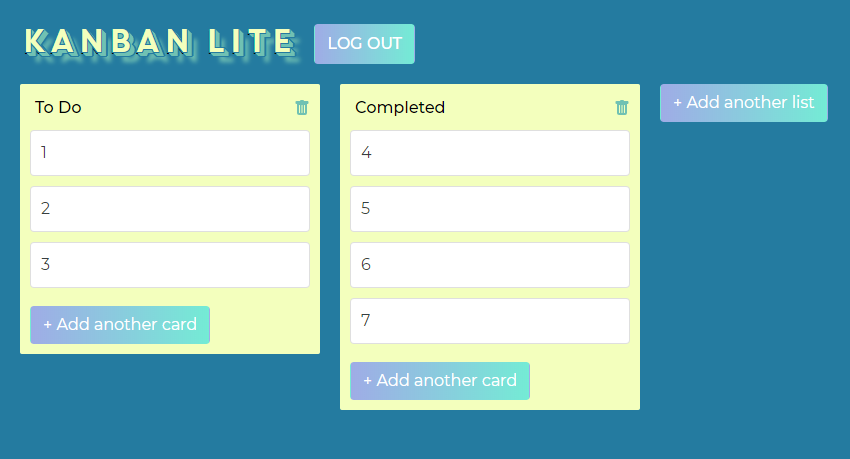 KANBAN LITE
LOG OUT
To Do
1
2
3
+ Add another card
Completed
4
5
6
7
+ Add another card
+ Add another list